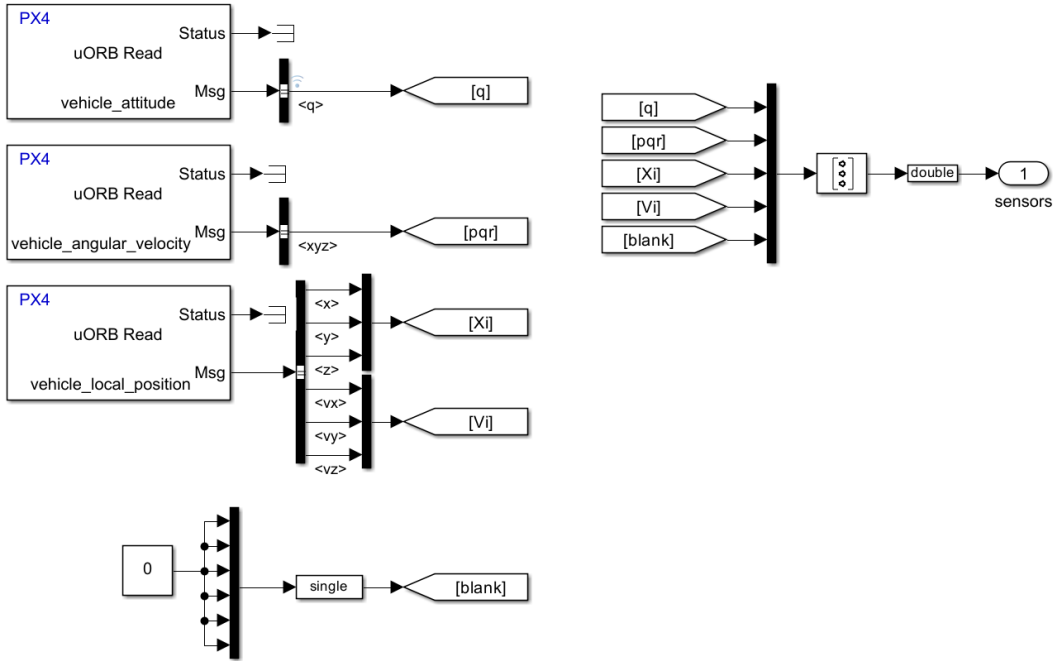 PX4
Status
uORB Read
Msg
vehicle_attitude
<q>
[q]
PX4
Status
uORB Read
Msg
vehicle_angular_velocity
<xyz>
[pqr]
PX4
Status
uORB Read
Msg
vehicle_local_position
<x>
<y>
<z>
<vx>
<vy>
<vz>
[Xi]
[Vi]
0
single
[blank]
[q]
[pqr]
[Xi]
[Vi]
[blank]
double
1
sensors